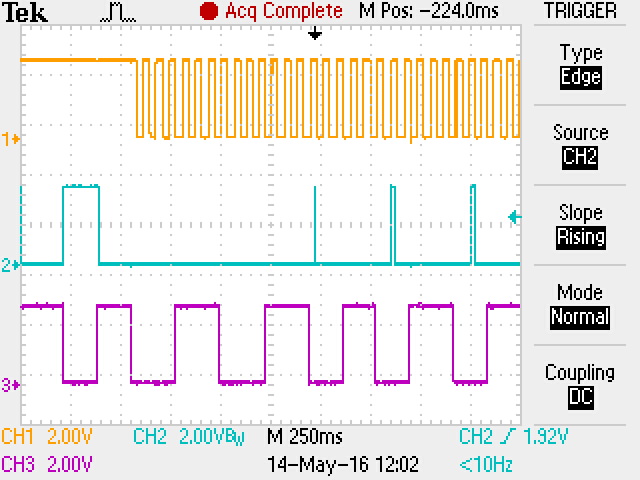 Tek Acq Complete M Pos: −224.0ms TRIGGER
Type
Edge
Source
CH2
Slope
Rising
Mode
Normal
Coupling
DC
1
2
3
CH1 2.00V CH2 2.00VBW M 250ms CH2 1.92V
CH3 2.00V 14−May−16 12:02 <10Hz